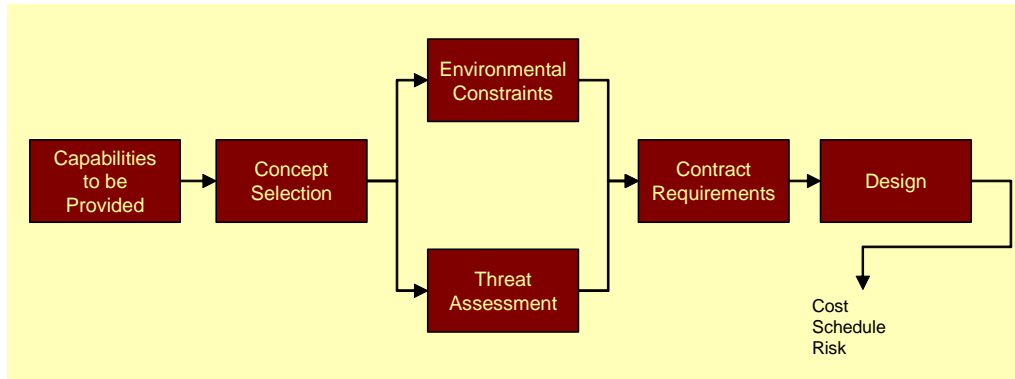 Capabilities
to be
Provided
Concept
Selection
Environmental
Constraints
Threat
Assessment
Contract
Requirements
Design
Cost
Schedule
Risk